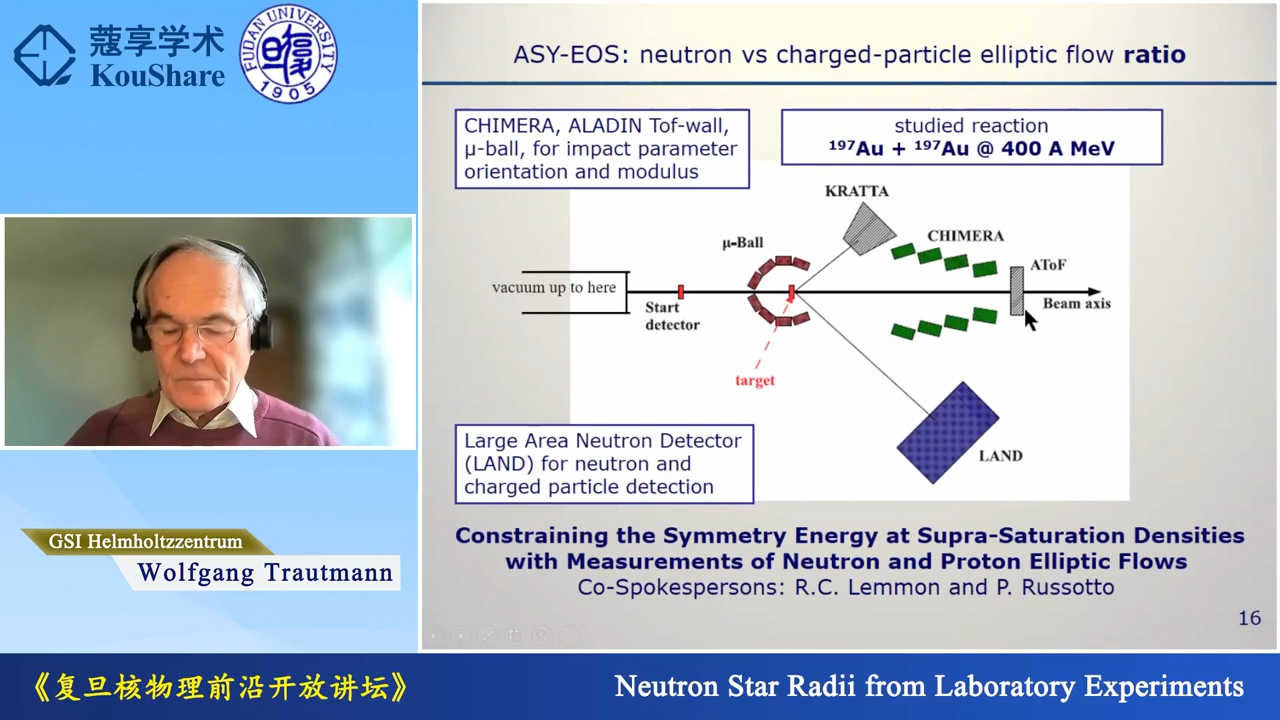 蔻享学术
KouShare
FUDAN UNIVERSITY
1905
ASY-EOS: neutron vs charged-particle elliptic flow ratio
CHIMERA, ALADIN Tof-wall,
μ-ball, for impact parameter
orientation and modulus
studied reaction
¹⁹⁷Au + ¹⁹⁷Au @ 400 A MeV
KRATTA
μ-Ball
CHIMERA
AToF
vacuum up to here
Start
detector
Beam axis
target
Large Area Neutron Detector
(LAND) for neutron and
charged particle detection
LAND
Constraining the Symmetry Energy at Supra-Saturation Densities
with Measurements of Neutron and Proton Elliptic Flows
Co-Spokespersons: R.C. Lemmon and P. Russotto
16
GSI Helmholtzzentrum
Wolfgang Trautmann
《复旦核物理前沿开放讲坛》
Neutron Star Radii from Laboratory Experiments